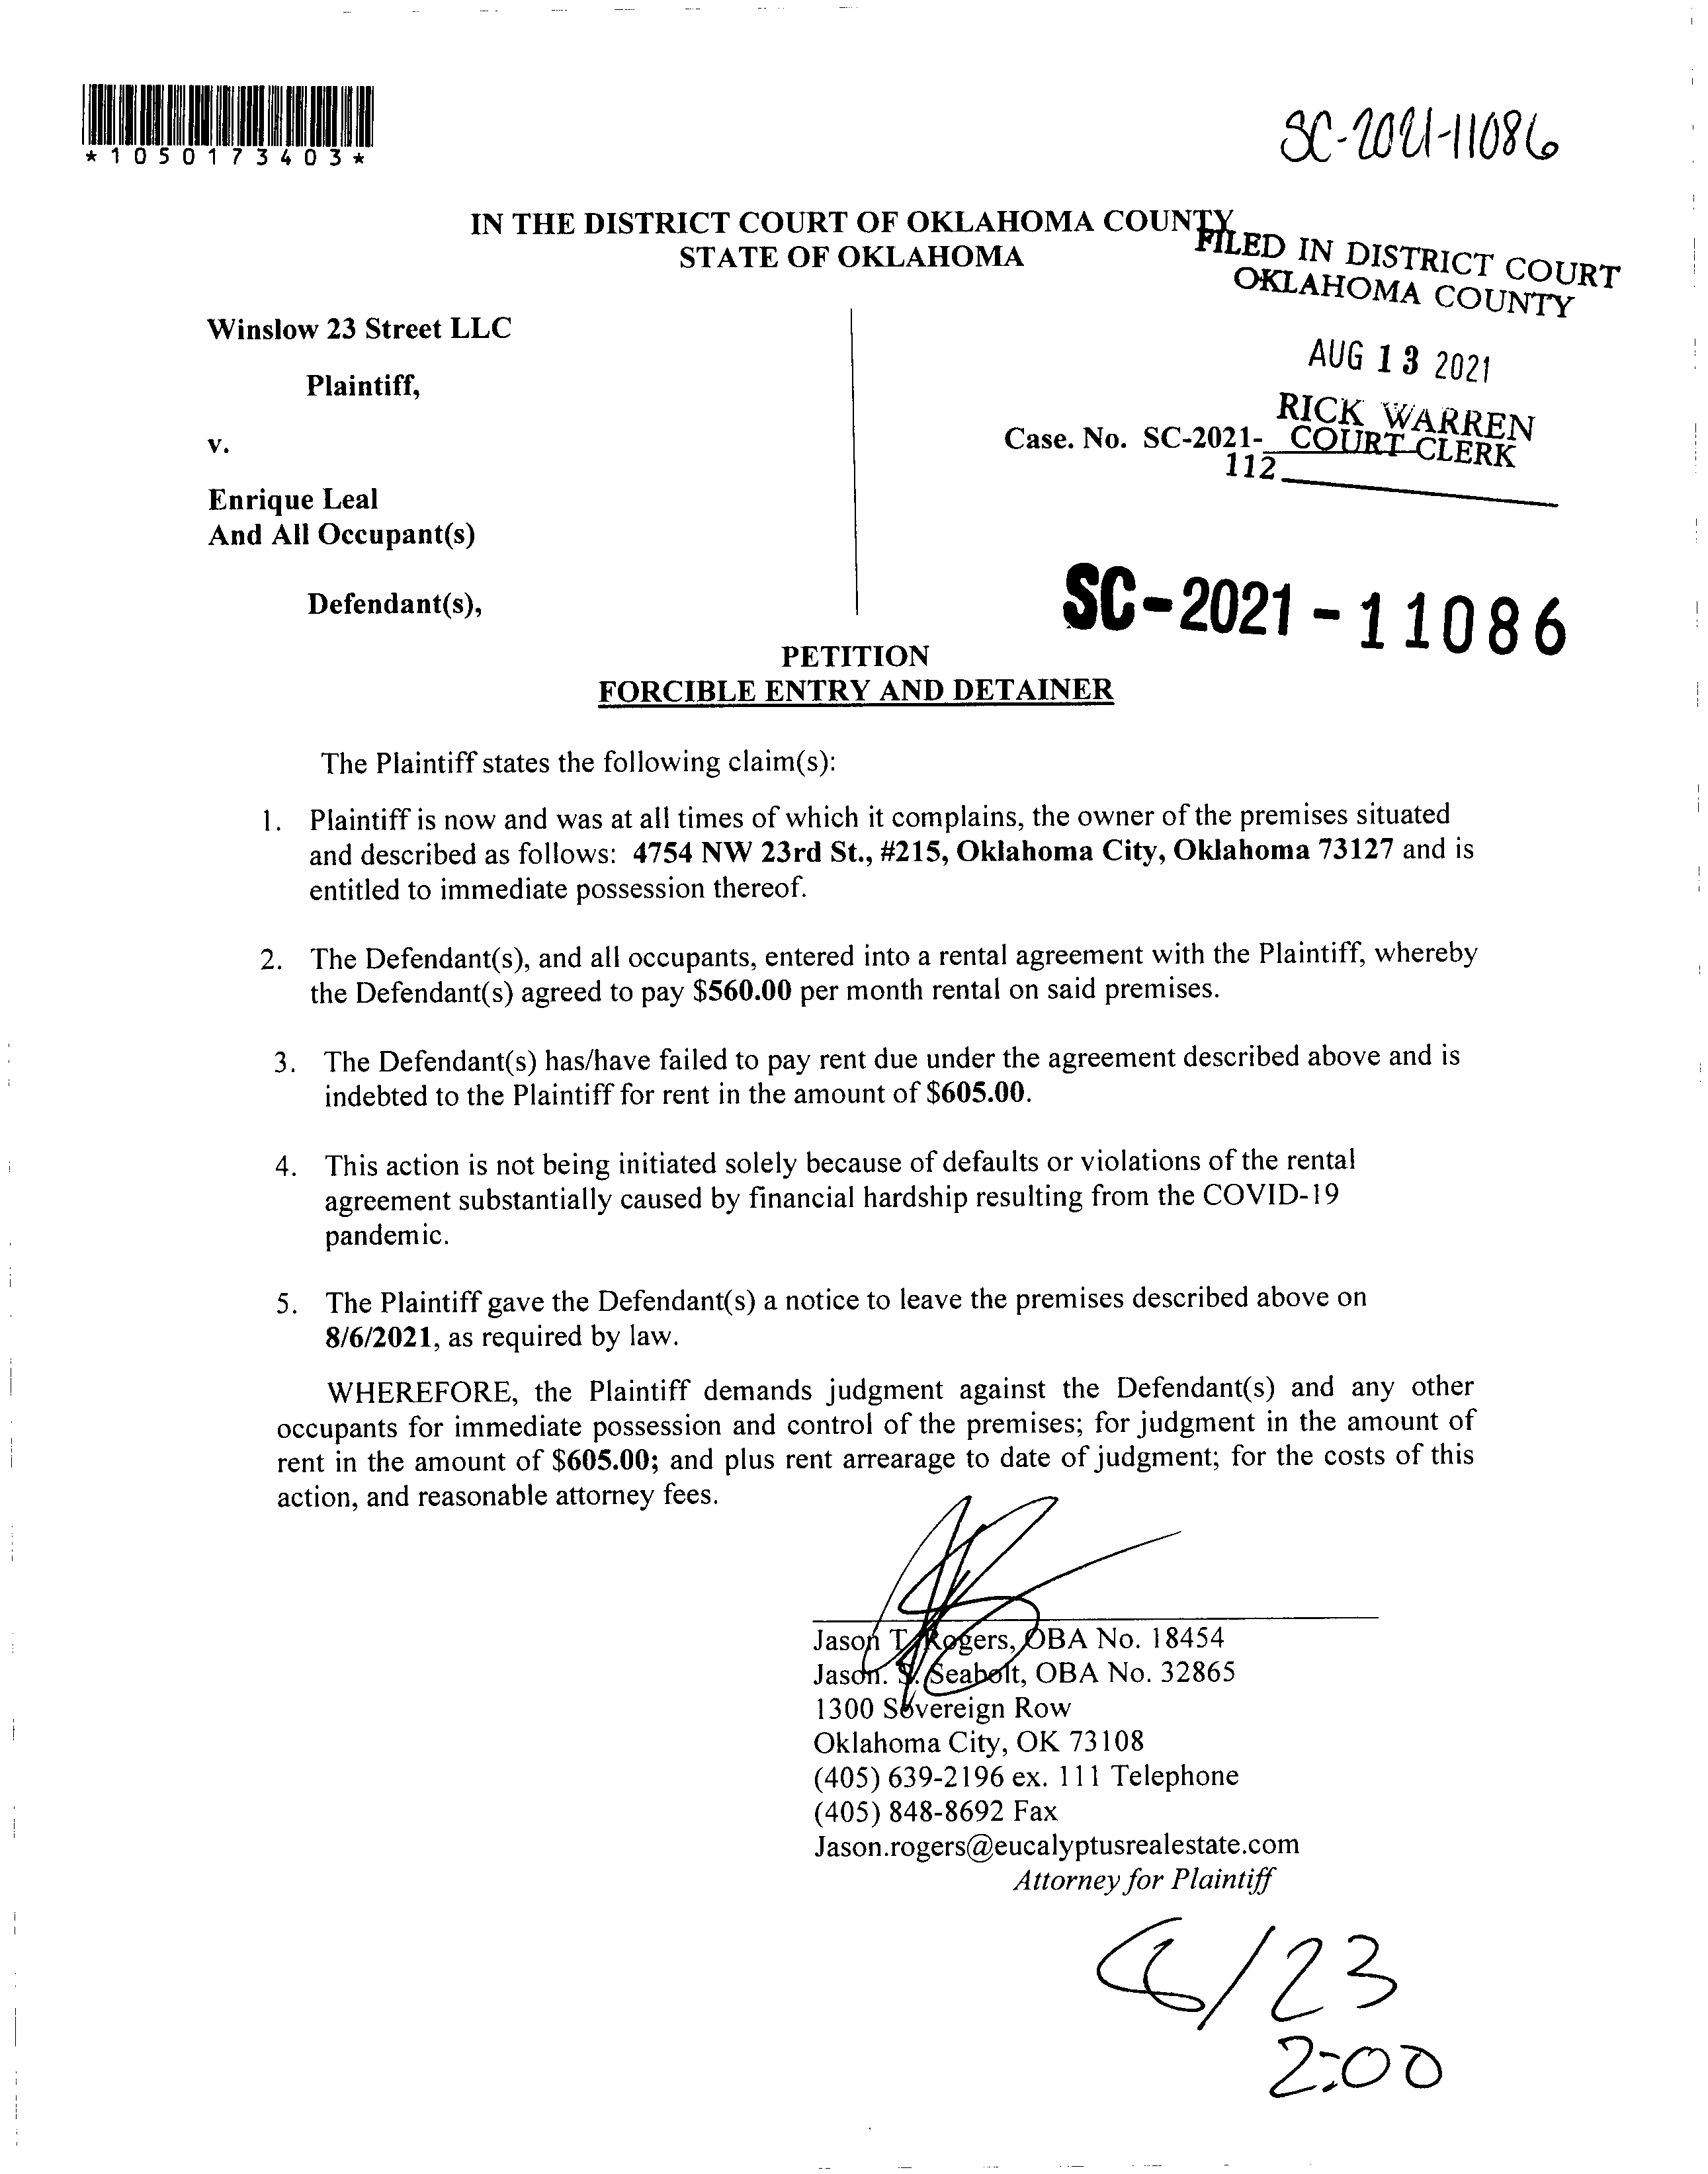 *1050173403*
SC-2021-11086
IN THE DISTRICT COURT OF OKLAHOMA COUNTY
STATE OF OKLAHOMA
FILED IN DISTRICT COURT
OKLAHOMA COUNTY
Winslow 23 Street LLC
AUG 13 2021
Plaintiff,
RICK WARREN
COURT CLERK
v.
Case. No. SC-2021-
112
Enrique Leal
And All Occupant(s)
Defendant(s),
SC-2021-11086
PETITION
FORCIBLE ENTRY AND DETAINER
The Plaintiff states the following claim(s):
1. Plaintiff is now and was at all times of which it complains, the owner of the premises situated
and described as follows: 4754 NW 23rd St., #215, Oklahoma City, Oklahoma 73127 and is
entitled to immediate possession thereof.
2. The Defendant(s), and all occupants, entered into a rental agreement with the Plaintiff, whereby
the Defendant(s) agreed to pay $560.00 per month rental on said premises.
3. The Defendant(s) has/have failed to pay rent due under the agreement described above and is
indebted to the Plaintiff for rent in the amount of $605.00.
4. This action is not being initiated solely because of defaults or violations of the rental
agreement substantially caused by financial hardship resulting from the COVID-19
pandemic.
5. The Plaintiff gave the Defendant(s) a notice to leave the premises described above on
8/6/2021, as required by law.
WHEREFORE, the Plaintiff demands judgment against the Defendant(s) and any other
occupants for immediate possession and control of the premises; for judgment in the amount of
rent in the amount of $605.00; and plus rent arrearage to date of judgment; for the costs of this
action, and reasonable attorney fees.
Jason T. Rogers, OBA No. 18454
Jason. S. Seabolt, OBA No. 32865
1300 Sovereign Row
Oklahoma City, OK 73108
(405) 639-2196 ex. 111 Telephone
(405) 848-8692 Fax
Jason.rogers@eucalyptusrealestate.com
Attorney for Plaintiff
/23
2:00